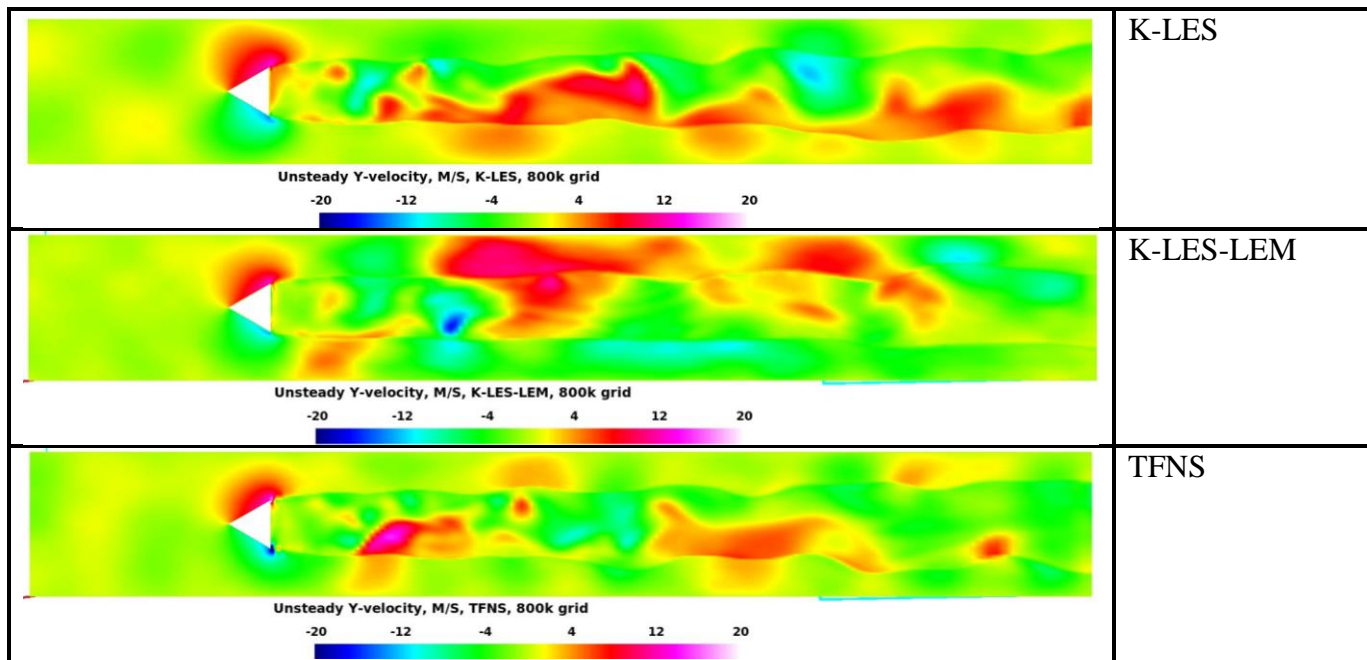 K-LES
Unsteady Y-velocity, M/S, K-LES, 800k grid
-20 -12 -4 4 12 20
K-LES-LEM
Unsteady Y-velocity, M/S, K-LES-LEM, 800k grid
-20 -12 -4 4 12 20
TFNS
Unsteady Y-velocity, M/S, TFNS, 800k grid
-20 -12 -4 4 12 20